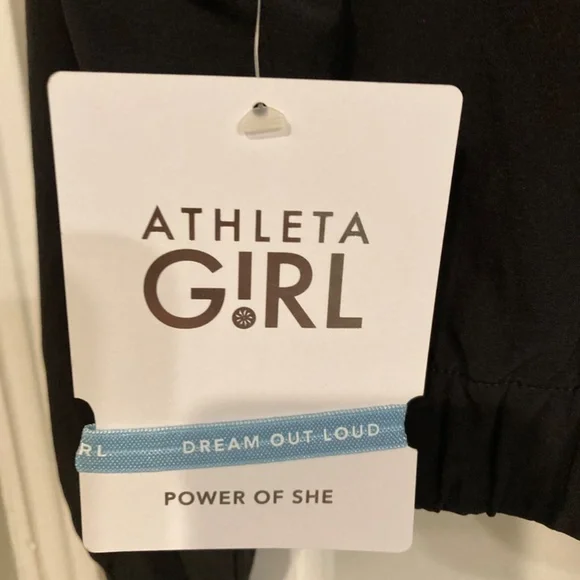 ATHLETA
G!RL
RL DREAM OUT LOUD
POWER OF SHE